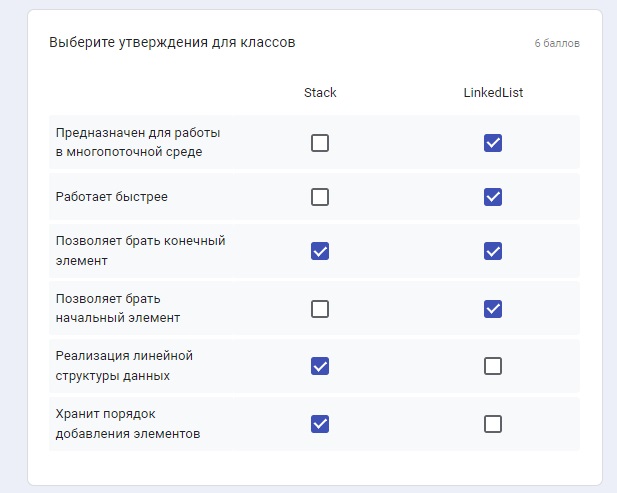 Выберите утверждения для классов
6 баллов
Stack
LinkedList
Предназначен для работы
в многопоточной среде
Работает быстрее
Позволяет брать конечный
элемент
Позволяет брать
начальный элемент
Реализация линейной
структуры данных
Хранит порядок
добавления элементов